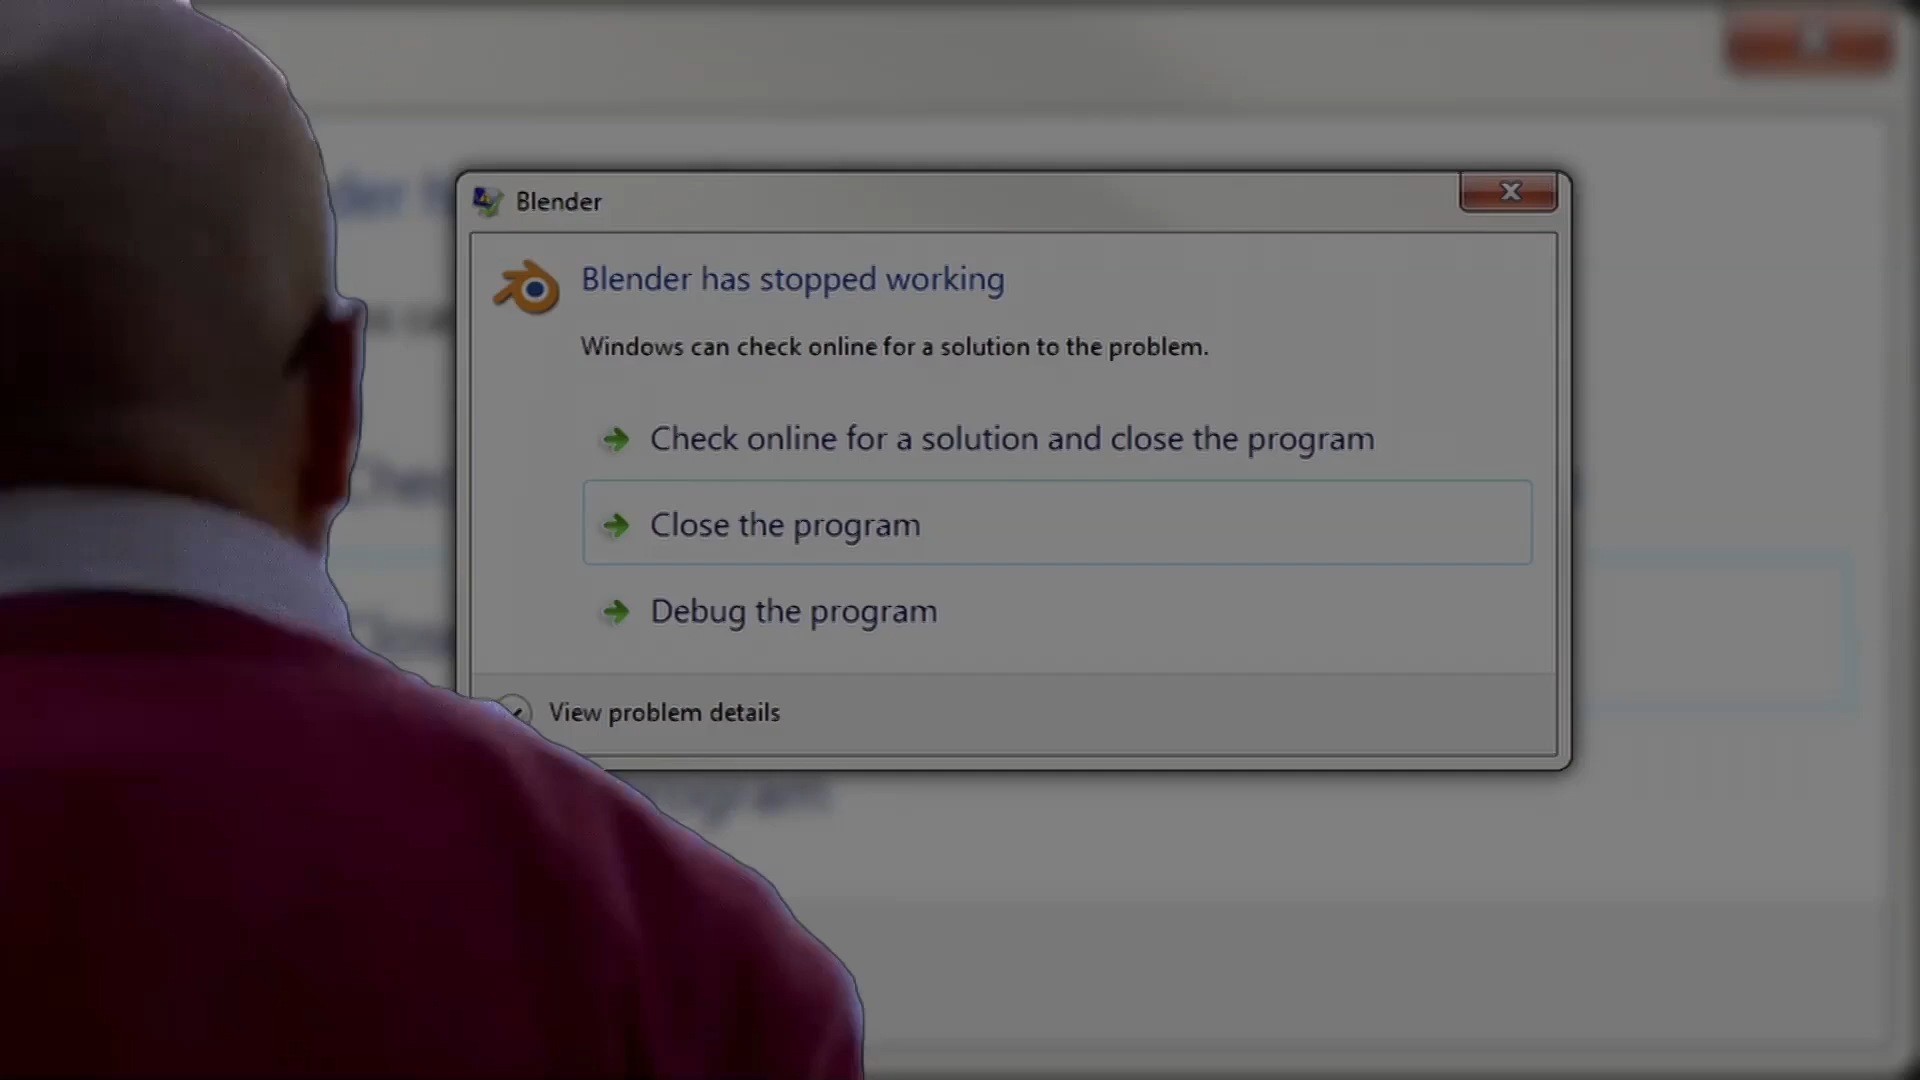 Blender
Blender has stopped working
Windows can check online for a solution to the problem.
Check online for a solution and close the program
Close the program
Debug the program
View problem details
program